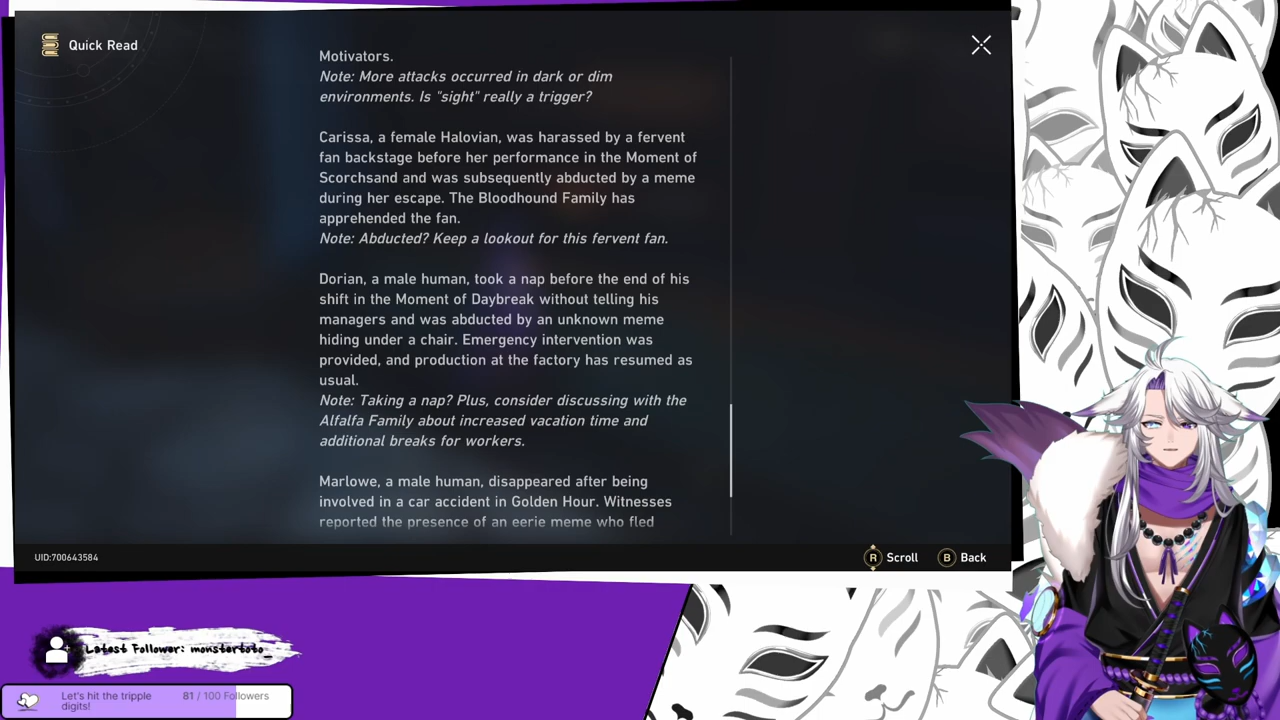 Quick Read
Motivators.
Note: More attacks occurred in dark or dim
environments. Is "sight" really a trigger?
Carissa, a female Halovian, was harassed by a fervent
fan backstage before her performance in the Moment of
Scorchsand and was subsequently abducted by a meme
during her escape. The Bloodhound Family has
apprehended the fan.
Note: Abducted? Keep a lookout for this fervent fan.
Dorian, a male human, took a nap before the end of his
shift in the Moment of Daybreak without telling his
managers and was abducted by an unknown meme
hiding under a chair. Emergency intervention was
provided, and production at the factory has resumed as
usual.
Note: Taking a nap? Plus, consider discussing with the
Alfalfa Family about increased vacation time and
additional breaks for workers.
Marlowe, a male human, disappeared after being
involved in a car accident in Golden Hour. Witnesses
reported the presence of an eerie meme who fled
UID:700643584
R Scroll B Back
Latest Follower: monstertoto_
Let's hit the tripple
digits!
81 / 100 Followers